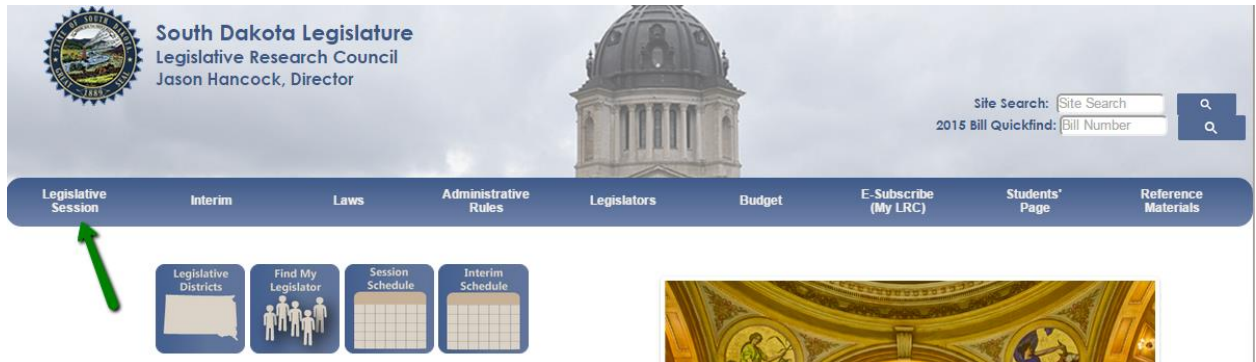 South Dakota Legislature
Legislative Research Council
Jason Hancock, Director
Site Search: Site Search
2015 Bill Quickfind: Bill Number
Legislative
Session
Interim
Laws
Administrative
Rules
Legislators
Budget
E-Subscribe
(My LRC)
Students'
Page
Reference
Materials
Legislative
Districts
Find My
Legislator
Session
Schedule
Interim
Schedule